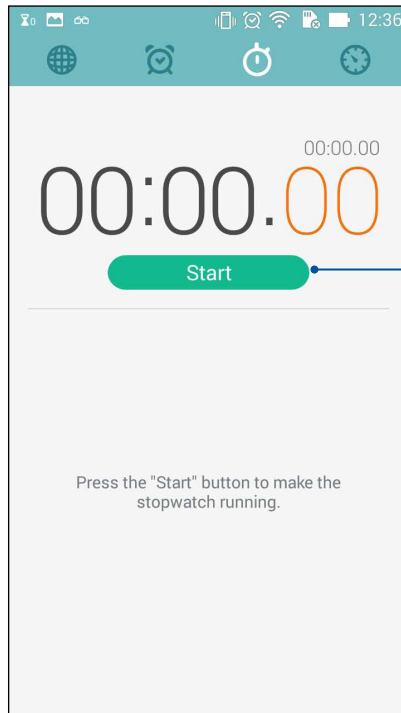 12:36
00:00.00
00:00.00
Start
Press the "Start" button to make the
stopwatch running.